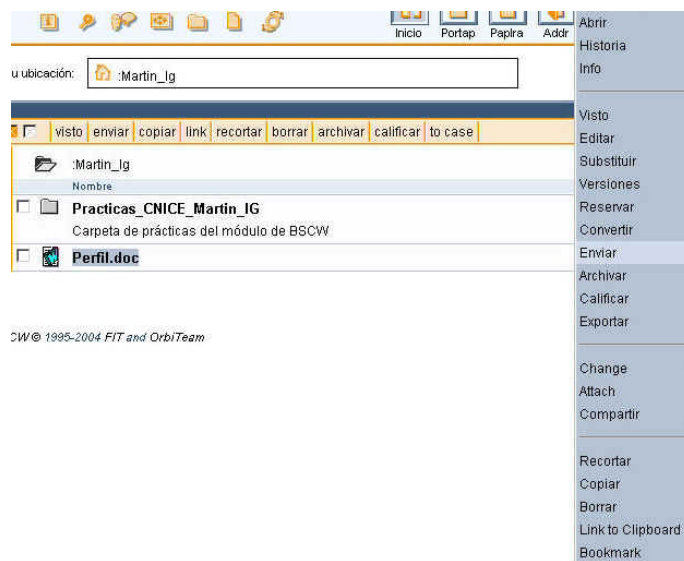 Inicio Portap Paplra Addr
u ubicación: :Martin_Ig
visto enviar copiar link recortar borrar archivar calificar to case
:Martin_Ig
Nombre
Practicas_CNICE_Martin_IG
Carpeta de prácticas del módulo de BSCW
Perfil.doc
CW © 1995-2004 FIT and OrbiTeam
Abrir
Historia
Info
Visto
Editar
Substituir
Versiones
Reservar
Convertir
Enviar
Archivar
Calificar
Exportar
Change
Attach
Compartir
Recortar
Copiar
Borrar
Link to Clipboard
Bookmark